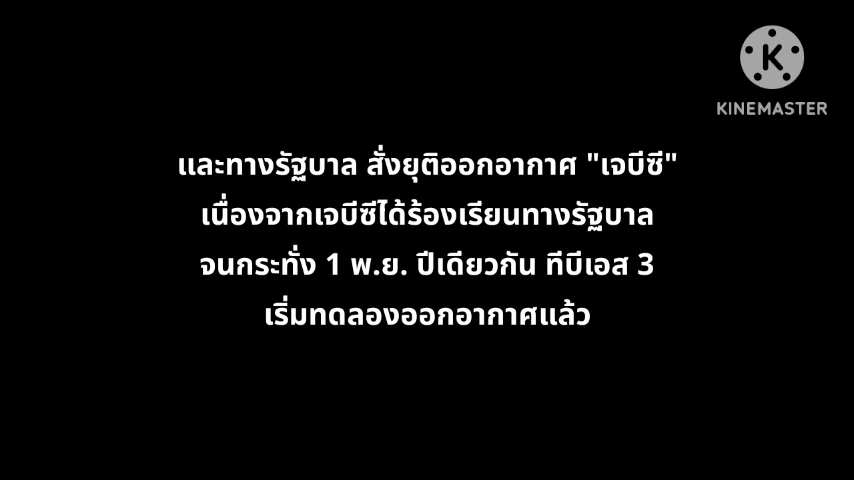 KINEMASTER
และทางรัฐบาล สั่งยุติออกอากาศ "เจบีซี"
เนื่องจากเจบีซีได้ร้องเรียนทางรัฐบาล
จนกระทั่ง 1 พ.ย. ปีเดียวกัน ทีบีเอส 3
เริ่มทดลองออกอากาศแล้ว